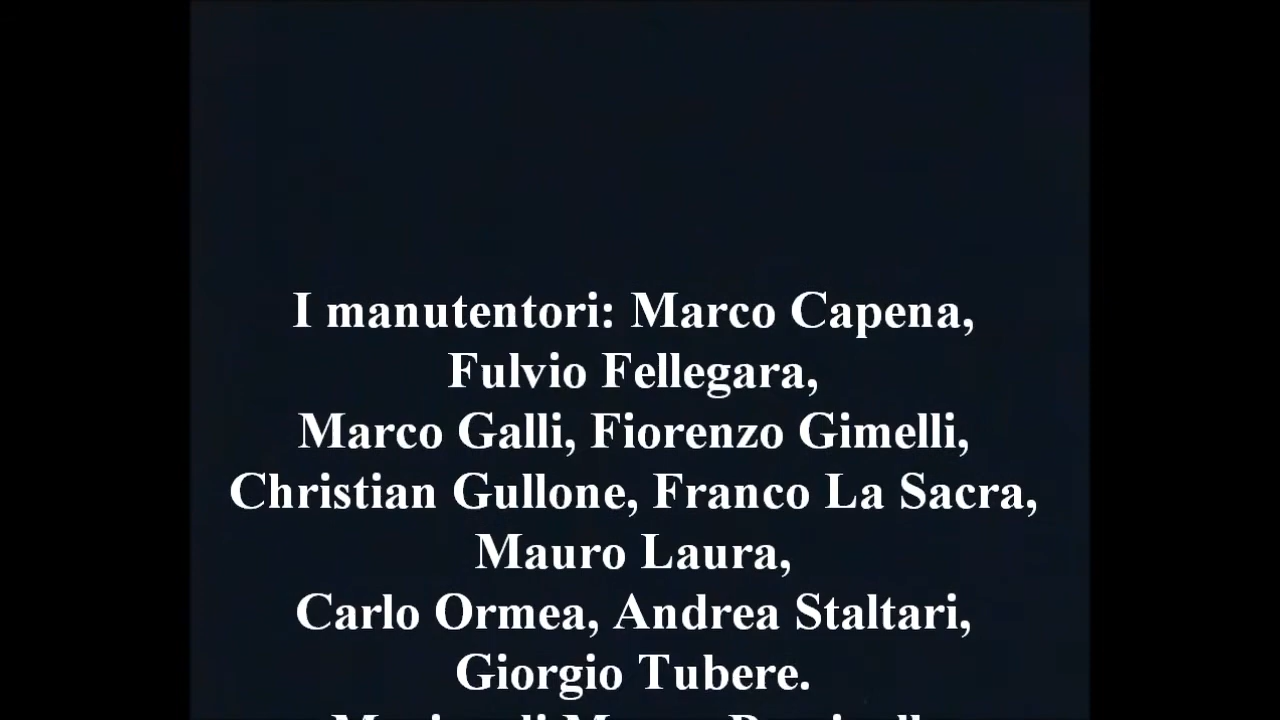 I manutentori: Marco Capena,
Fulvio Fellegara,
Marco Galli, Fiorenzo Gimelli,
Christian Gullone, Franco La Sacra,
Mauro Laura,
Carlo Ormea, Andrea Staltari,
Giorgio Tubere.